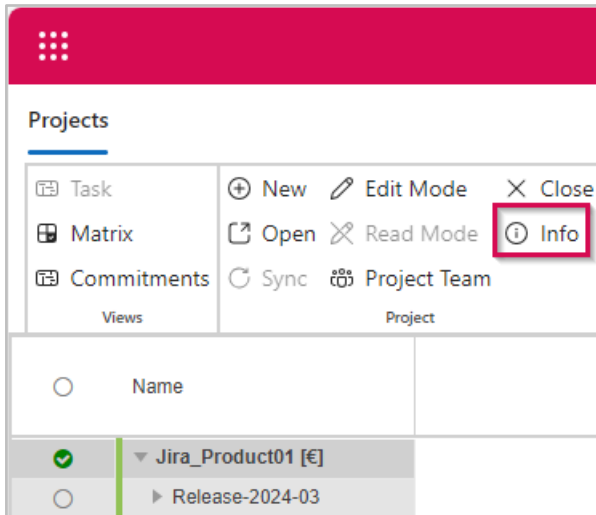 Projects
Task
New
Edit Mode
Close
Matrix
Open
Read Mode
Info
Commitments
Sync
Project Team
Views
Project
Name
Jira_Product01 [€]
Release-2024-03